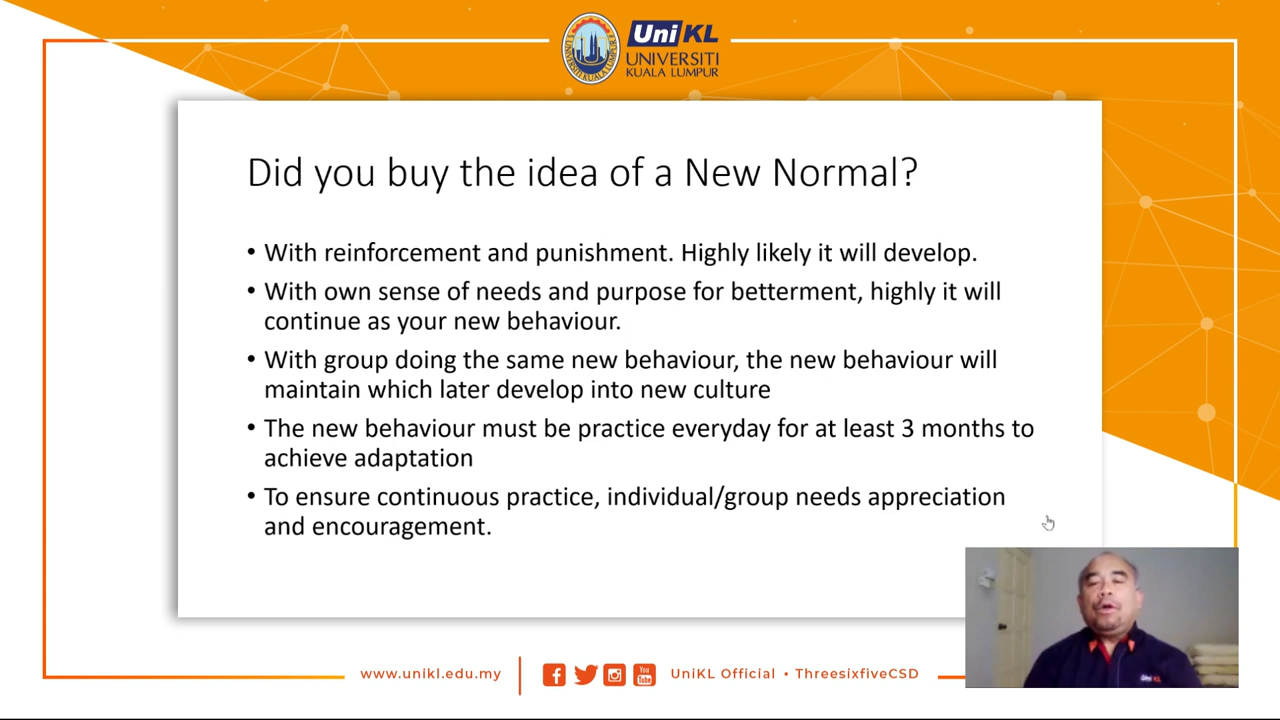 UniKL
UNIVERSITI
KUALA LUMPUR
Did you buy the idea of a New Normal?
• With reinforcement and punishment. Highly likely it will develop.
• With own sense of needs and purpose for betterment, highly it will
continue as your new behaviour.
• With group doing the same new behaviour, the new behaviour will
maintain which later develop into new culture
• The new behaviour must be practice everyday for at least 3 months to
achieve adaptation
• To ensure continuous practice, individual/group needs appreciation
and encouragement.
www.unikl.edu.my
You Tube
UniKL Official • ThreesixfiveCSD